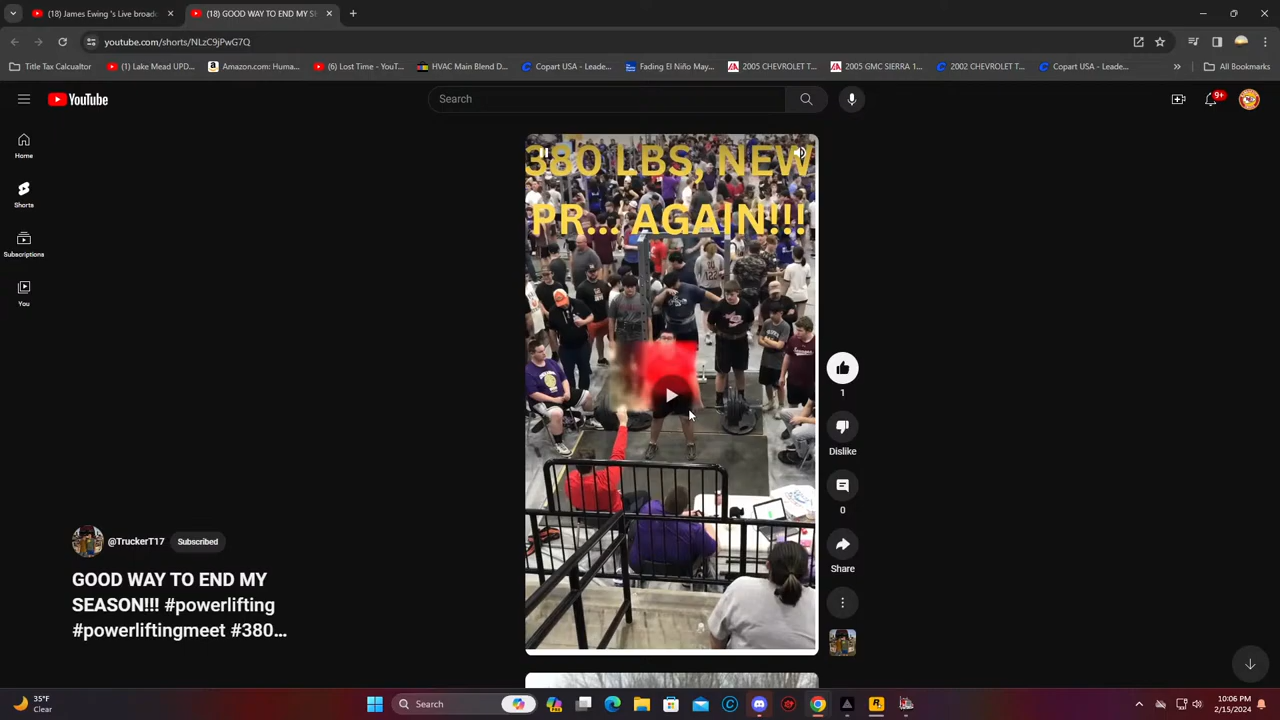 (18) James Ewing 's Live broadc
(18) GOOD WAY TO END MY S
youtube.com/shorts/NLzC9jPwG7Q
Title Tax Calcualtor
(1) Lake Mead UPD...
Amazon.com: Huma...
(6) Lost Time - YouT...
HVAC Main Blend D...
Copart USA - Leade...
Fading El Niño May...
2005 CHEVROLET T...
2005 GMC SIERRA 1...
2002 CHEVROLET T...
Copart USA - Leade...
All Bookmarks
YouTube
Search
9+
Home
Shorts
Subscriptions
You
380 LBS, NEW
PR... AGAIN!!!
1
Dislike
0
Share
@TruckerT17
Subscribed
GOOD WAY TO END MY
SEASON!!! #powerlifting
#powerliftingmeet #380...
35°F
Clear
Search
10:06 PM
2/15/2024